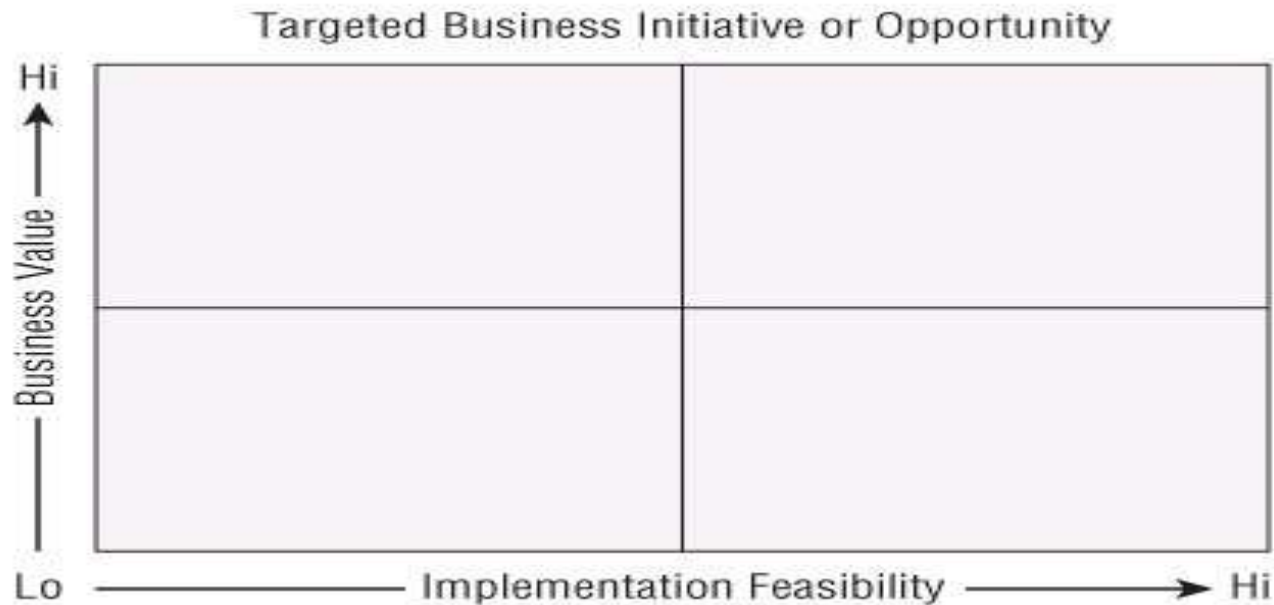 Targeted Business Initiative or Opportunity
Hi
Business Value
Lo
Implementation Feasibility
Hi